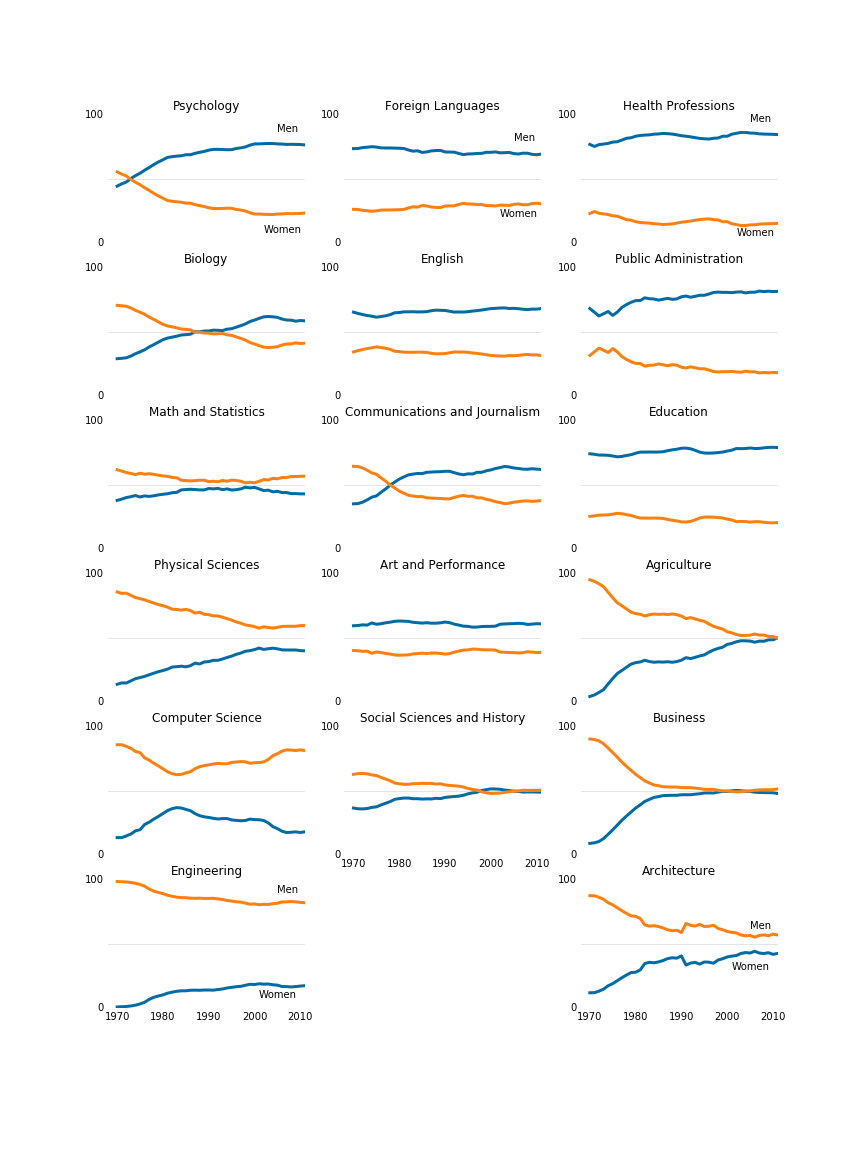 Psychology Foreign Languages Health Professions
100 100 100
Men Men Men
Women Women Women
0 0 0
Biology English Public Administration
100 100 100
0 0 0
Math and Statistics Communications and Journalism Education
100 100 100
0 0 0
Physical Sciences Art and Performance Agriculture
100 100 100
0 0 0
Computer Science Social Sciences and History Business
100 100 100
0 0 0
1970 1980 1990 2000 2010
Engineering Architecture
100 100
Men Men
Women Women
0 0
1970 1980 1990 2000 2010 1970 1980 1990 2000 2010